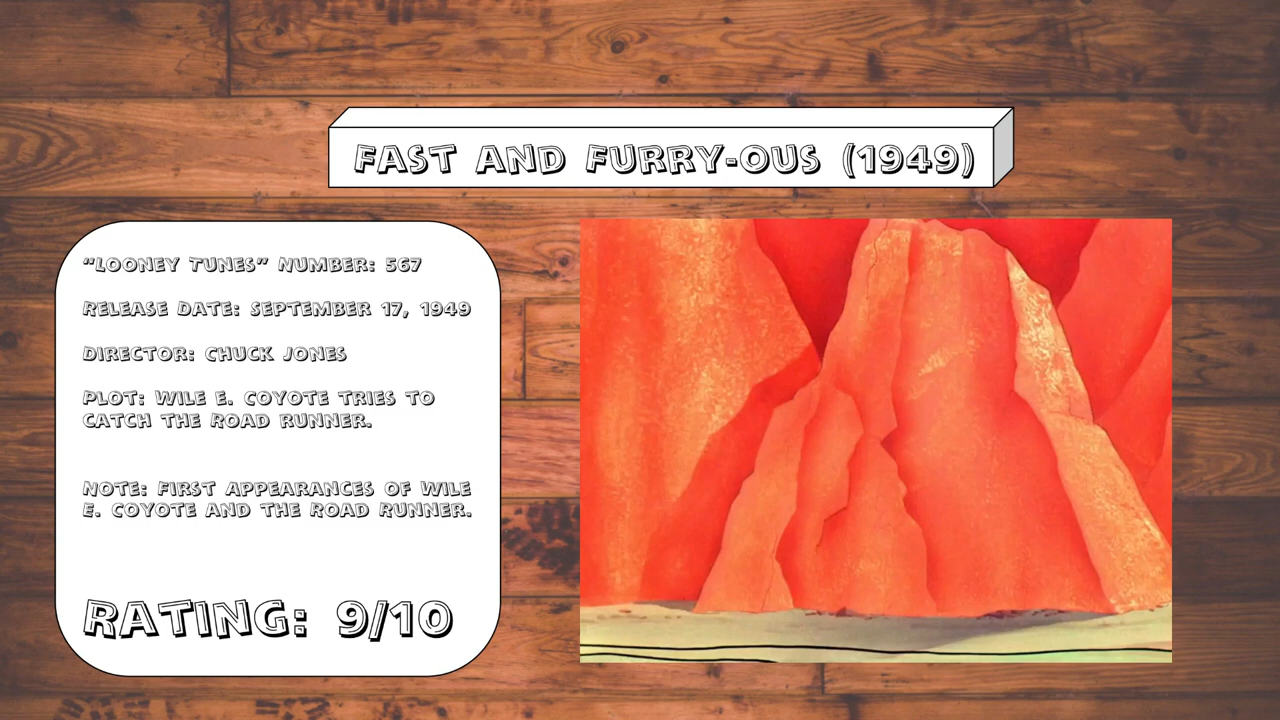 FAST AND FURRY-OUS (1949)
"LOONEY TUNES" NUMBER: 567
RELEASE DATE: SEPTEMBER 17, 1949
DIRECTOR: CHUCK JONES
PLOT: WILE E. COYOTE TRIES TO
CATCH THE ROAD RUNNER.
NOTE: FIRST APPEARANCES OF WILE
E. COYOTE AND THE ROAD RUNNER.
RATING: 9/10